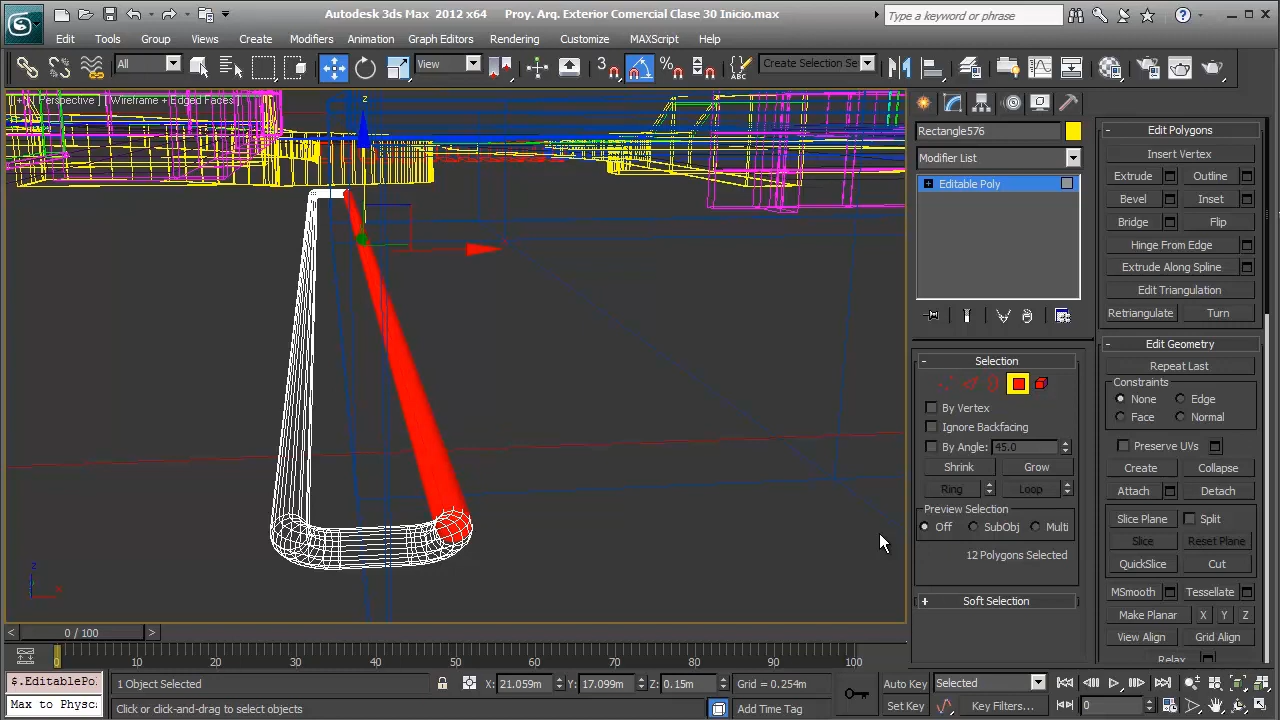 Autodesk 3ds Max 2012 x64 Proy. Arq. Exterior Comercial Clase 30 Inicio.max
Type a keyword or phrase
Edit Tools Group Views Create Modifiers Animation Graph Editors Rendering Customize MAXScript Help
All View 3 Create Selection Se
Perspective ] Wireframe + Edged Faces
z
Rectangle576
Modifier List
Editable Poly
Selection
By Vertex
Ignore Backfacing
By Angle: 45.0
Shrink Grow
Ring Loop
Preview Selection
Off SubObj Multi
12 Polygons Selected
Soft Selection
Edit Polygons
Insert Vertex
Extrude Outline
Bevel Inset
Bridge Flip
Hinge From Edge
Extrude Along Spline
Edit Triangulation
Retriangulate Turn
Edit Geometry
Repeat Last
Constraints
None Edge
Face Normal
Preserve UVs
Create Collapse
Attach Detach
Slice Plane Split
Slice Reset Plane
QuickSlice Cut
MSmooth Tessellate
Make Planar X Y Z
View Align Grid Align
Relax
z
x
< 0 / 100 >
0 10 20 30 40 50 60 70 80 90 100
$.EditablePo
Max to Physc
1 Object Selected X: 21.059m Y: 17.099m Z: 0.15m Grid = 0.254m
Click or click-and-drag to select objects Add Time Tag
Auto Key Selected
Set Key Key Filters... 0